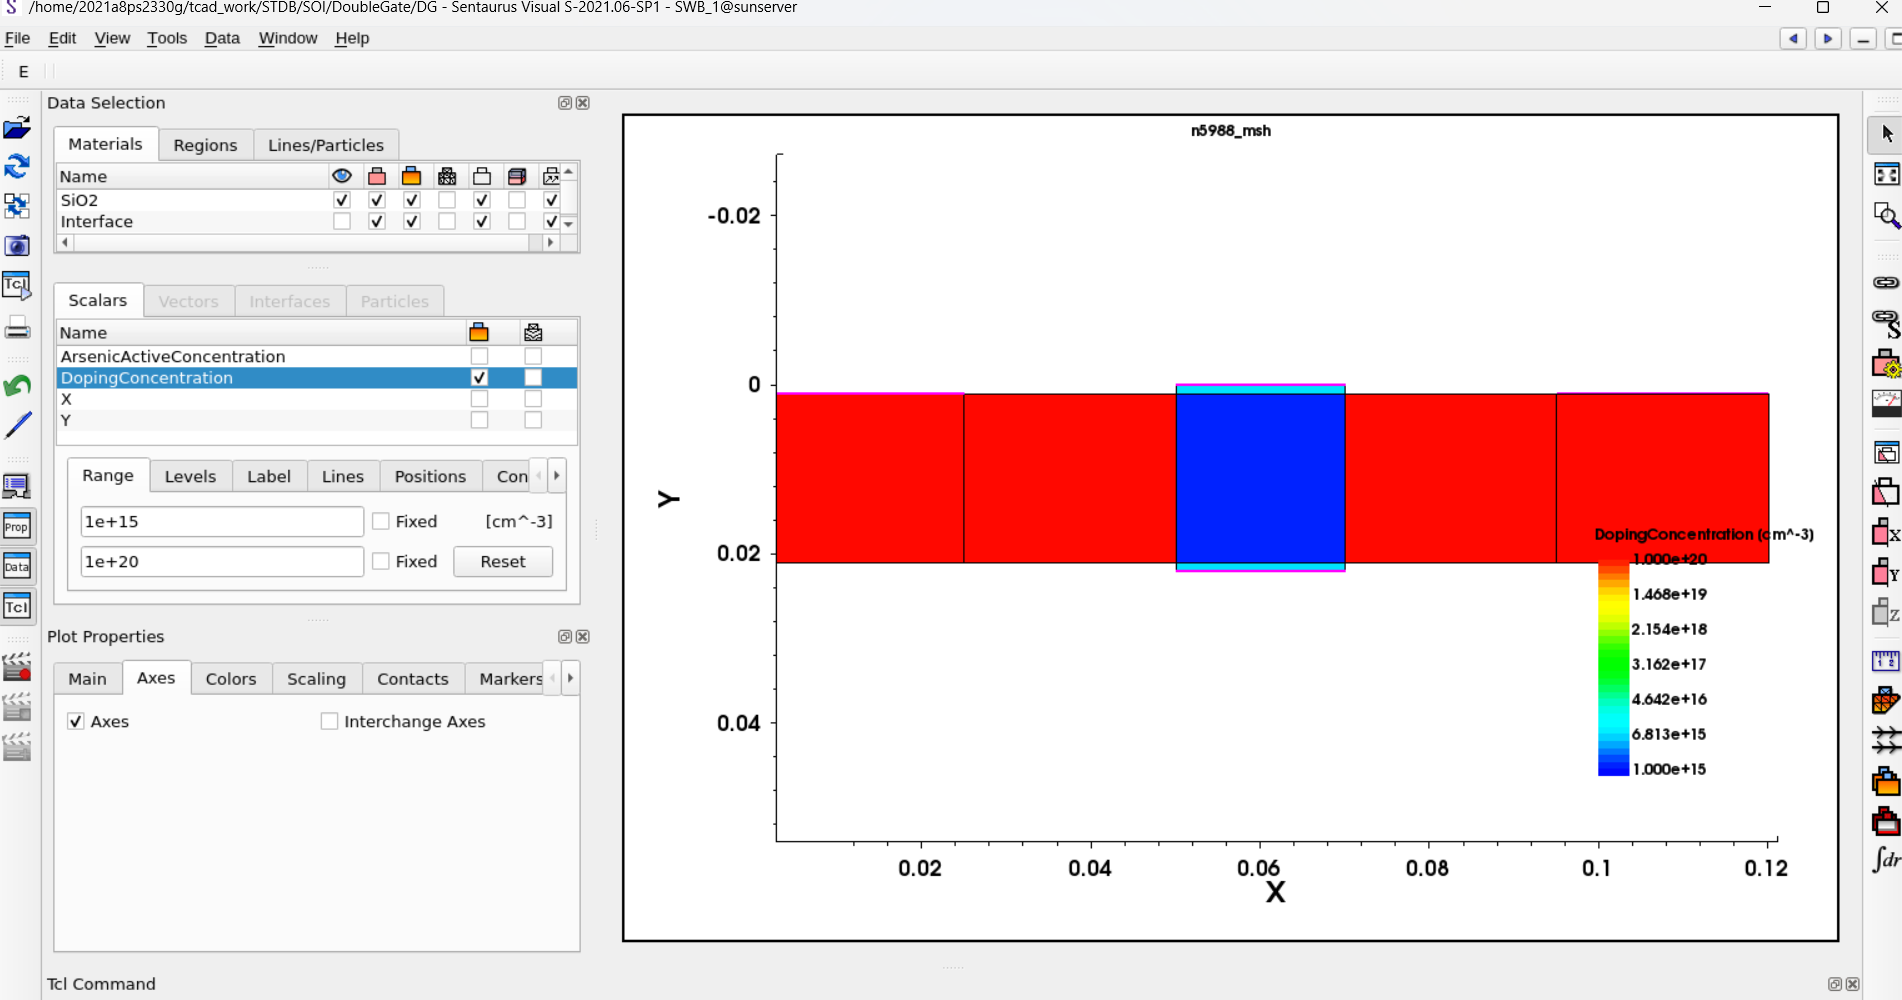 /home/2021a8ps2330g/tcad_work/STDB/SOI/DoubleGate/DG - Sentaurus Visual S-2021.06-SP1 - SWB_1@sunserver
File Edit View Tools Data Window Help
E
Data Selection
Materials Regions Lines/Particles
Name
SiO2
Interface
Scalars Vectors Interfaces Particles
Name
ArsenicActiveConcentration
DopingConcentration
X
Y
Range Levels Label Lines Positions Con
1e+15 Fixed [cm^-3]
1e+20 Fixed Reset
Plot Properties
Main Axes Colors Scaling Contacts Markers
Axes Interchange Axes
Tcl Command
Tcl
Prop
Data
Tcl
n5988_msh
-0.02
0
0.02
0.04
Y
0.02 0.04 0.06 0.08 0.1 0.12
X
DopingConcentration (cm^-3)
1.000e+20
1.468e+19
2.154e+18
3.162e+17
4.642e+16
6.813e+15
1.000e+15
S
X
Y
Z
1 2
∫dr